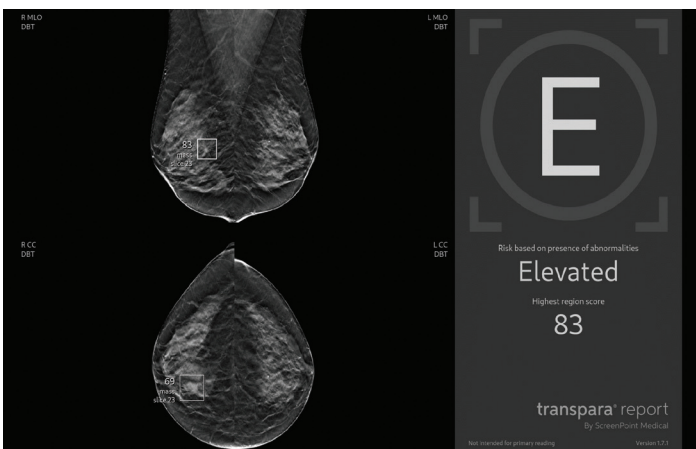 R MLO
DBT
L MLO
DBT
83
mass
slice 23
R CC
DBT
L CC
DBT
69
mass
slice 23
E
Risk based on presence of abnormalities
Elevated
Highest region score
83
transpara® report
By ScreenPoint Medical
Not intended for primary reading
Version 1.7.1